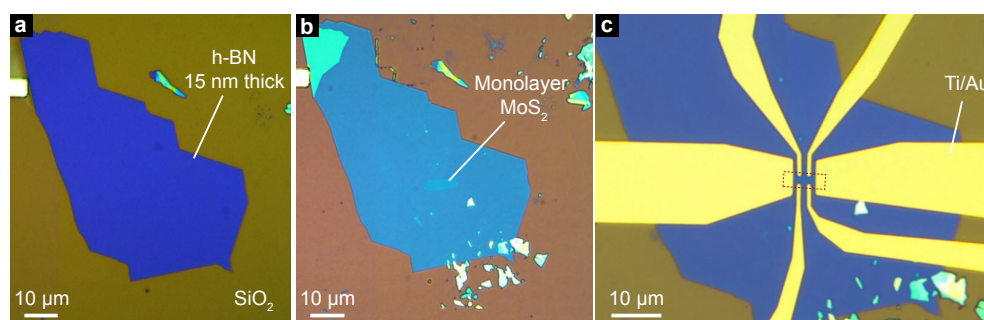 a
h-BN
15 nm thick
10 µm
SiO₂
b
Monolayer
MoS₂
10 µm
c
Ti/Au
10 µm